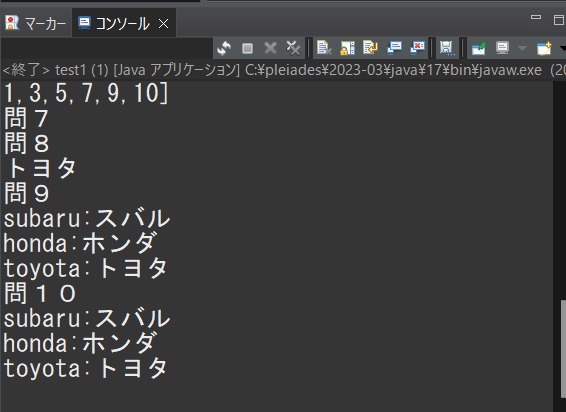 マーカー コンソール
<終了> test1 (1) [Java アプリケーション] C:¥pleiades¥2023-03¥java¥17¥bin¥javaw.exe (20
1,3,5,7,9,10]
問７
問８
トヨタ
問９
subaru:スバル
honda:ホンダ
toyota:トヨタ
問１０
subaru:スバル
honda:ホンダ
toyota:トヨタ